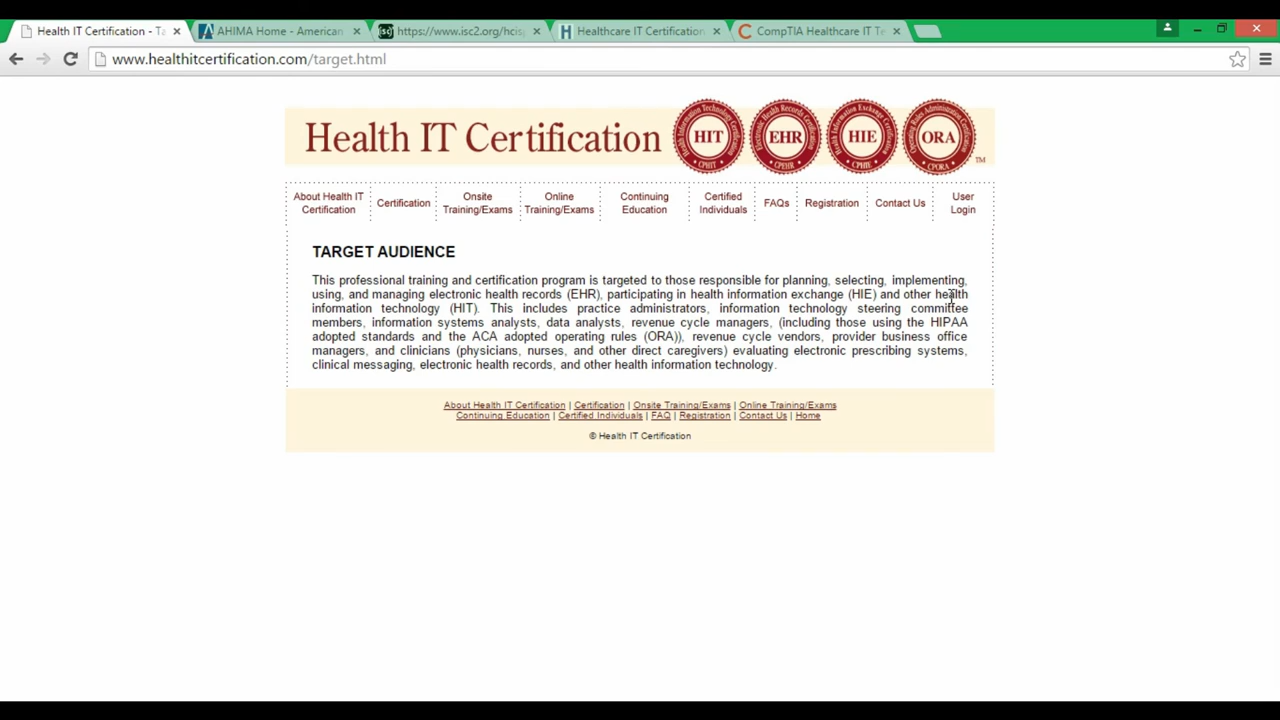 Health IT Certification - Ta
AHIMA Home - American
https://www.isc2.org/hcisp
Healthcare IT Certification
CompTIA Healthcare IT Te
www.healthitcertification.com/target.html
Health IT Certification
HIT
CPHIT
EHR
CPEHR
HIE
CPHIE
ORA
CPORA
TM
About Health IT
Certification
Certification
Onsite
Training/Exams
Online
Training/Exams
Continuing
Education
Certified
Individuals
FAQs
Registration
Contact Us
User
Login
TARGET AUDIENCE
This professional training and certification program is targeted to those responsible for planning, selecting, implementing,
using, and managing electronic health records (EHR), participating in health information exchange (HIE) and other health
information technology (HIT). This includes practice administrators, information technology steering committee
members, information systems analysts, data analysts, revenue cycle managers, (including those using the HIPAA
adopted standards and the ACA adopted operating rules (ORA)), revenue cycle vendors, provider business office
managers, and clinicians (physicians, nurses, and other direct caregivers) evaluating electronic prescribing systems,
clinical messaging, electronic health records, and other health information technology.
About Health IT Certification | Certification | Onsite Training/Exams | Online Training/Exams
Continuing Education | Certified Individuals | FAQ | Registration | Contact Us | Home
© Health IT Certification